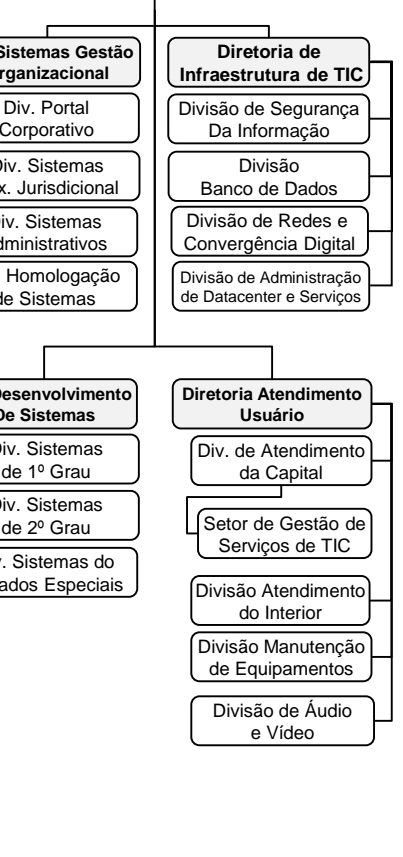 Sistemas Gestão
rganizacional
Div. Portal
Corporativo
iv. Sistemas
x. Jurisdicional
iv. Sistemas
dministrativos
Homologação
de Sistemas
Diretoria de
Infraestrutura de TIC
Divisão de Segurança
Da Informação
Divisão
Banco de Dados
Divisão de Redes e
Convergência Digital
Divisão de Administração
de Datacenter e Serviços
Desenvolvimento
De Sistemas
iv. Sistemas
de 1º Grau
iv. Sistemas
de 2º Grau
. Sistemas do
ados Especiais
Diretoria Atendimento
Usuário
Div. de Atendimento
da Capital
Setor de Gestão de
Serviços de TIC
Divisão Atendimento
do Interior
Divisão Manutenção
de Equipamentos
Divisão de Áudio
e Vídeo